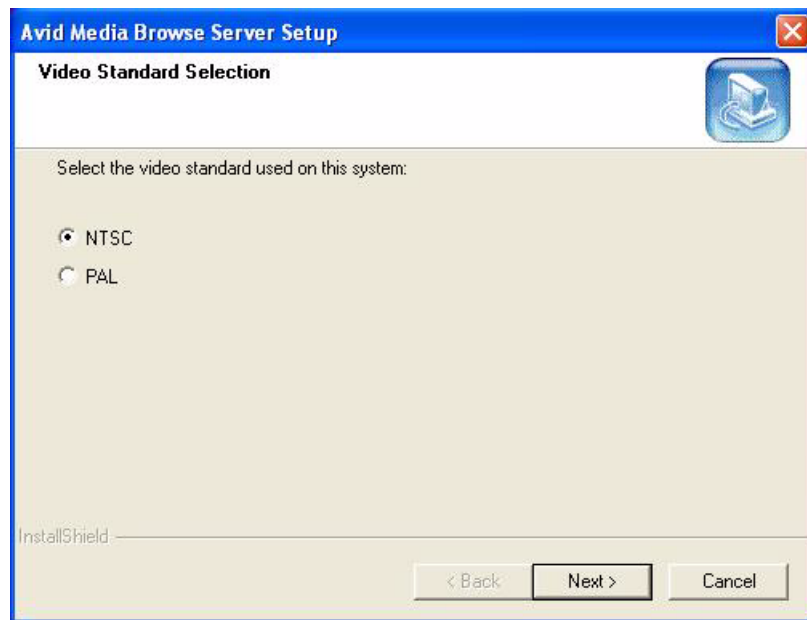 Avid Media Browse Server Setup
Video Standard Selection
Select the video standard used on this system:
NTSC
PAL
InstallShield
< Back Next > Cancel